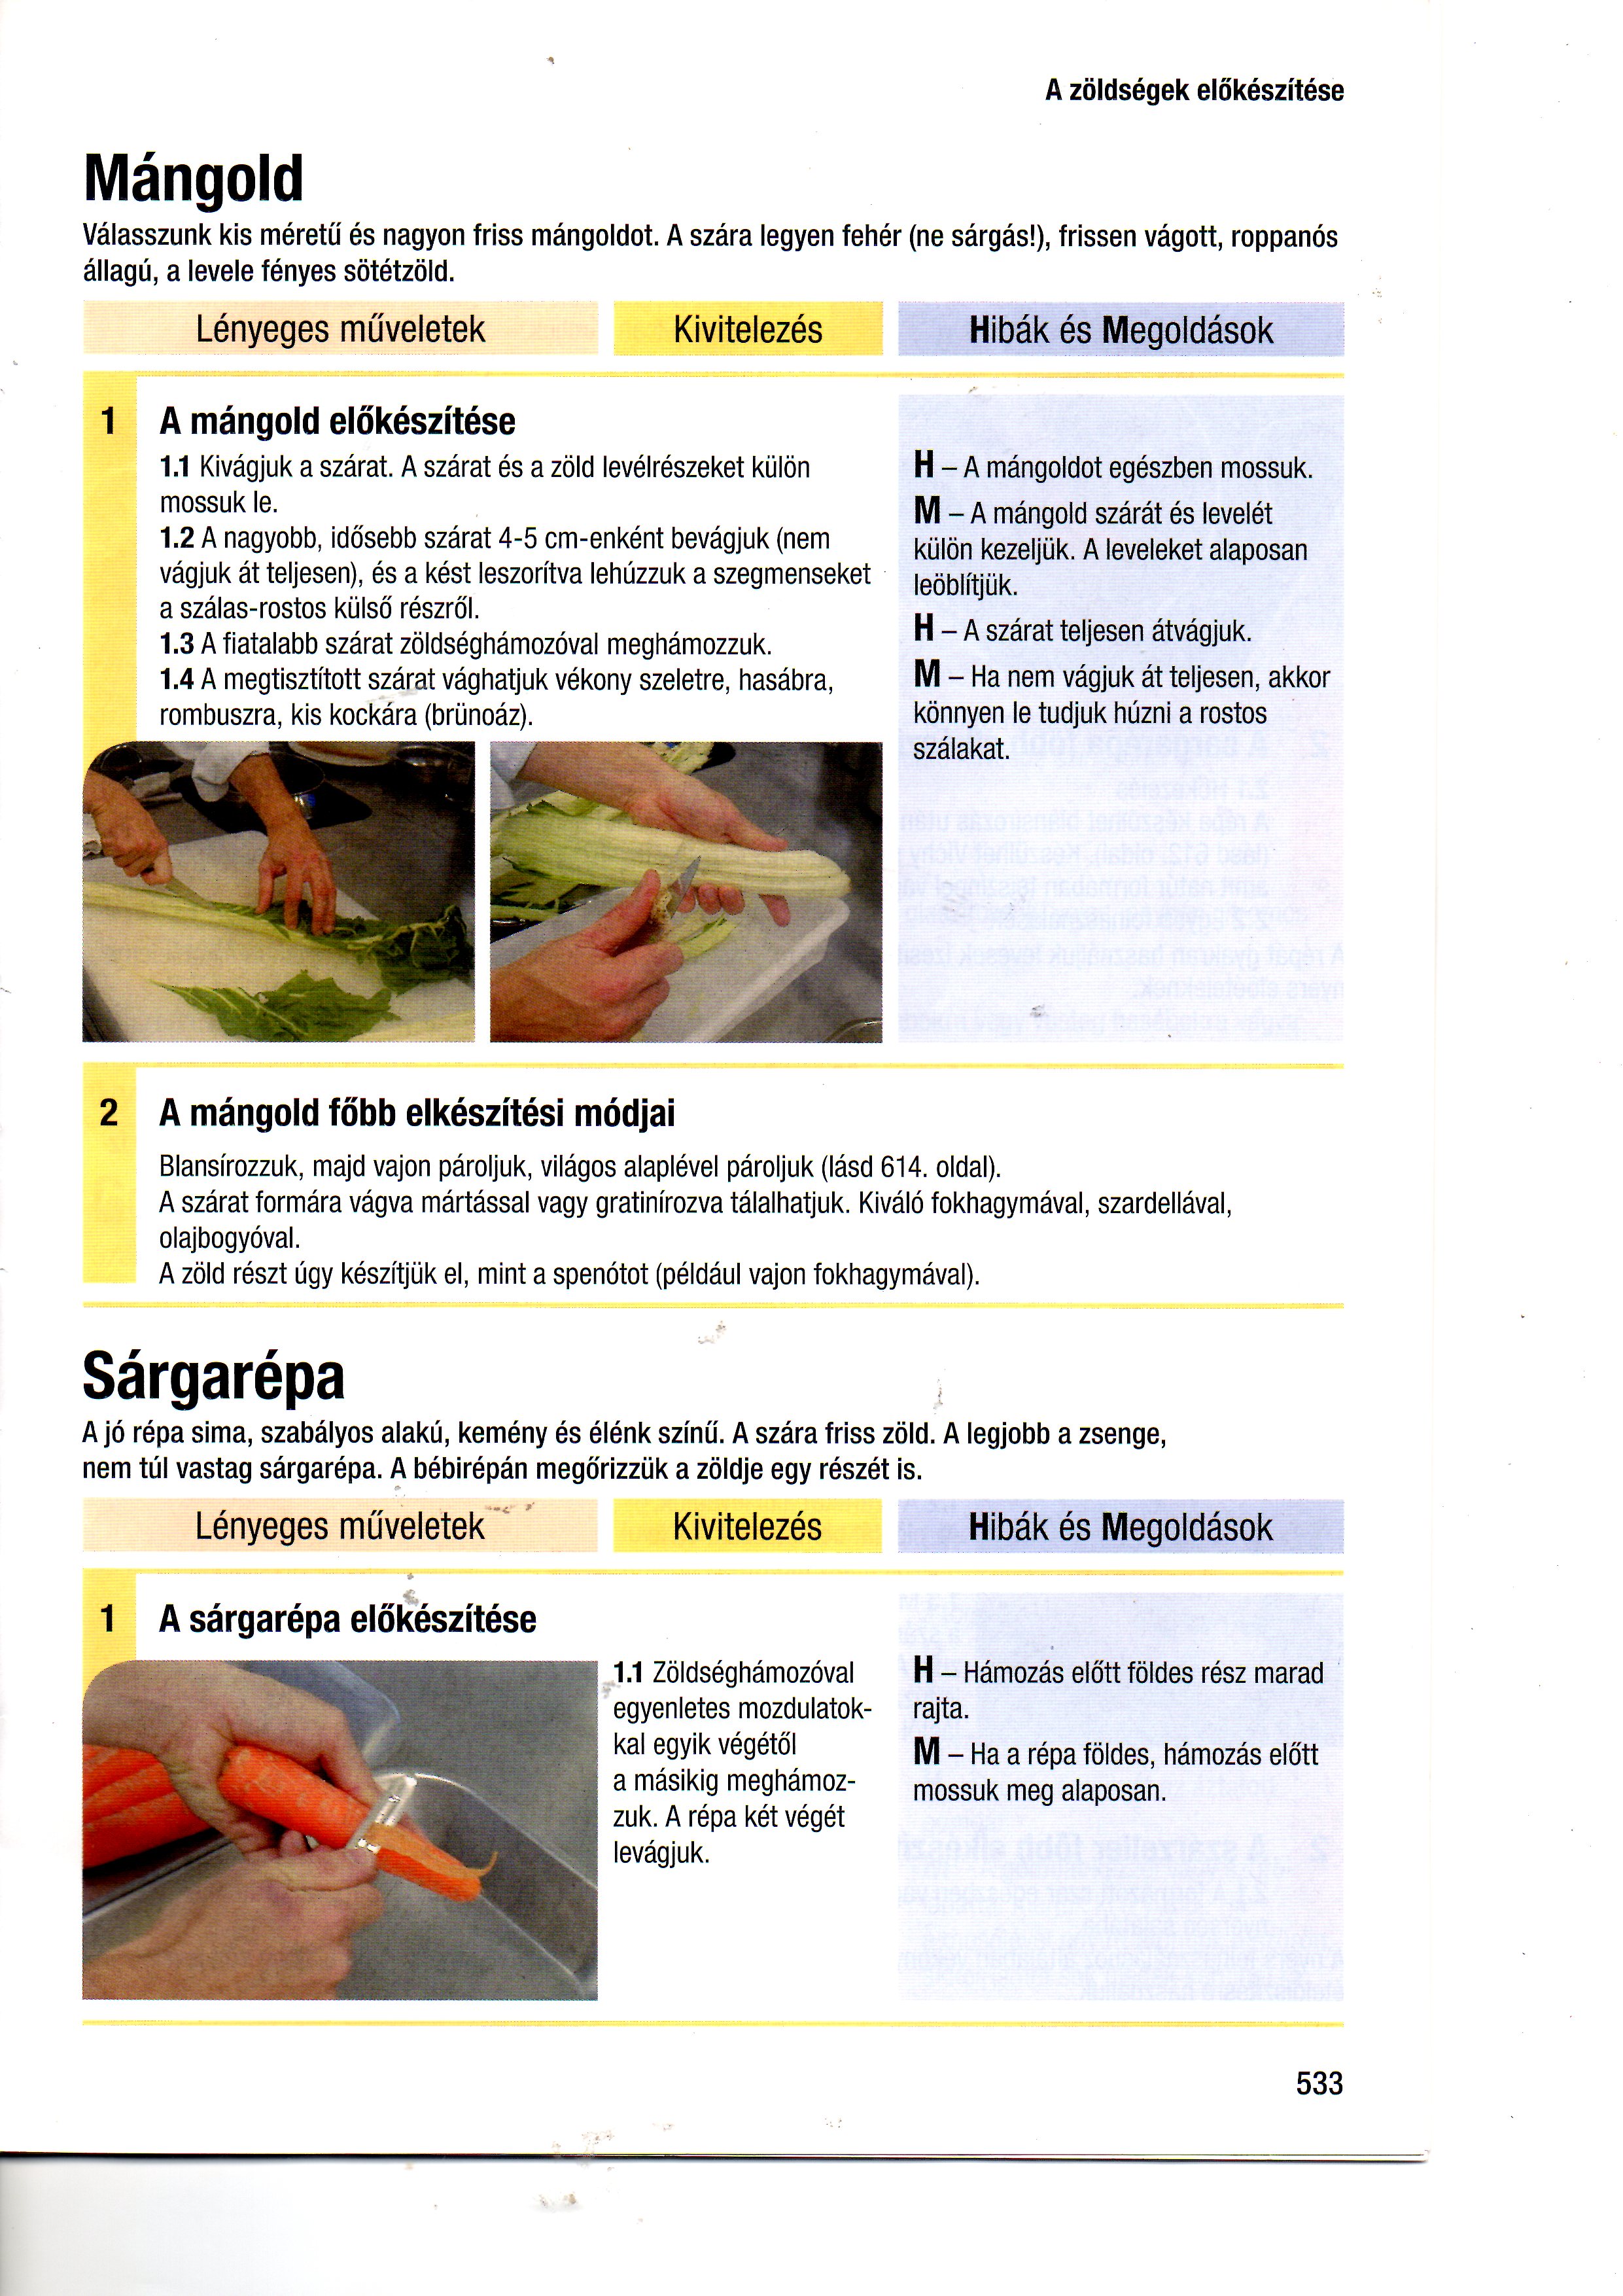 A zöldségek előkészítése
Mángold
Válasszunk kis méretű és nagyon friss mángoldot. A szára legyen fehér (ne sárgás!), frissen vágott, roppanós
állagú, a levele fényes sötétzöld.
Lényeges műveletek
Kivitelezés
Hibák és Megoldások
1 A mángold előkészítése
1.1 Kivágjuk a szárat. A szárat és a zöld levélrészeket külön
mossuk le.
1.2 A nagyobb, idősebb szárat 4-5 cm-enként bevágjuk (nem
vágjuk át teljesen), és a kést leszorítva lehúzzuk a szegmenseket
a szálas-rostos külső részről.
1.3 A fiatalabb szárat zöldséghámozóval meghámozzuk.
1.4 A megtisztított szárat vághatjuk vékony szeletre, hasábra,
rombuszra, kis kockára (brünoáz).
H – A mángoldot egészben mossuk.
M – A mángold szárát és levelét
külön kezeljük. A leveleket alaposan
leöblítjük.
H – A szárat teljesen átvágjuk.
M – Ha nem vágjuk át teljesen, akkor
könnyen le tudjuk húzni a rostos
szálakat.
2 A mángold főbb elkészítési módjai
Blansírozzuk, majd vajon pároljuk, világos alaplével pároljuk (lásd 614. oldal).
A szárat formára vágva mártással vagy gratinírozva tálalhatjuk. Kiváló fokhagymával, szardellával,
olajbogyóval.
A zöld részt úgy készítjük el, mint a spenótot (például vajon fokhagymával).
Sárgarépa
A jó répa sima, szabályos alakú, kemény és élénk színű. A szára friss zöld. A legjobb a zsenge,
nem túl vastag sárgarépa. A bébirépán megőrizzük a zöldje egy részét is.
Lényeges műveletek
Kivitelezés
Hibák és Megoldások
1 A sárgarépa előkészítése
1.1 Zöldséghámozóval
egyenletes mozdulatok-
kal egyik végétől
a másikig meghámoz-
zuk. A répa két végét
levágjuk.
H – Hámozás előtt földes rész marad
rajta.
M – Ha a répa földes, hámozás előtt
mossuk meg alaposan.
533